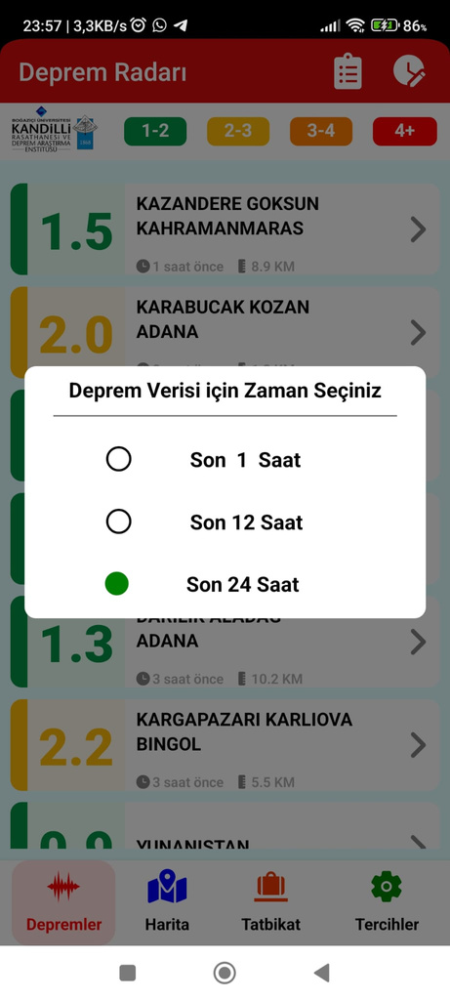 23:57 | 3,3KB/s
86%
Deprem Radarı
BOĞAZİÇİ ÜNİVERSİTESİ
KANDİLLİ
RASATHANESİ VE
DEPREM ARAŞTIRMA
ENSTİTÜSÜ
1868
1-2
2-3
3-4
4+
1.5
KAZANDERE GOKSUN
KAHRAMANMARAS
1 saat önce
8.9 KM
2.0
KARABUCAK KOZAN
ADANA
Deprem Verisi için Zaman Seçiniz
Son 1 Saat
Son 12 Saat
Son 24 Saat
1.3
ADANA
3 saat önce
10.2 KM
2.2
KARGAPAZARI KARLIOVA
BINGOL
3 saat önce
5.5 KM
YUNANISTAN
Depremler
Harita
Tatbikat
Tercihler